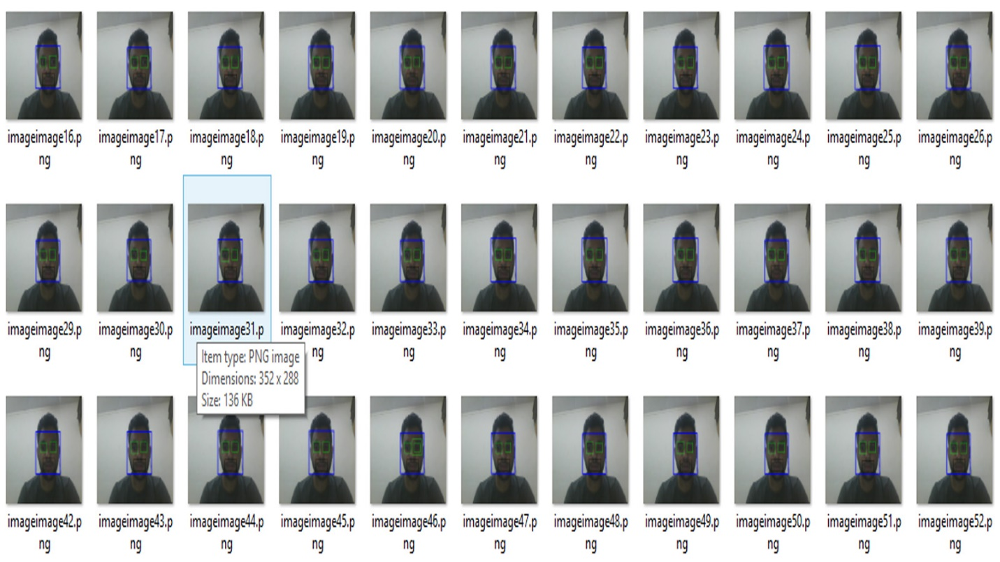 imageimage16.p imageimage17.p imageimage18.p imageimage19.p imageimage20.p imageimage21.p imageimage22.p imageimage23.p imageimage24.p imageimage25.p imageimage26.p
ng ng ng ng ng ng ng ng ng ng ng
imageimage29.p imageimage30.p imageimage31.p imageimage32.p imageimage33.p imageimage34.p imageimage35.p imageimage36.p imageimage37.p imageimage38.p imageimage39.p
ng ng ng ng ng ng ng ng ng ng
Item type: PNG image
Dimensions: 352 x 288
Size: 136 KB
imageimage42.p imageimage43.p imageimage44.p imageimage45.p imageimage46.p imageimage47.p imageimage48.p imageimage49.p imageimage50.p imageimage51.p imageimage52.p
ng ng ng ng ng ng ng ng ng ng ng